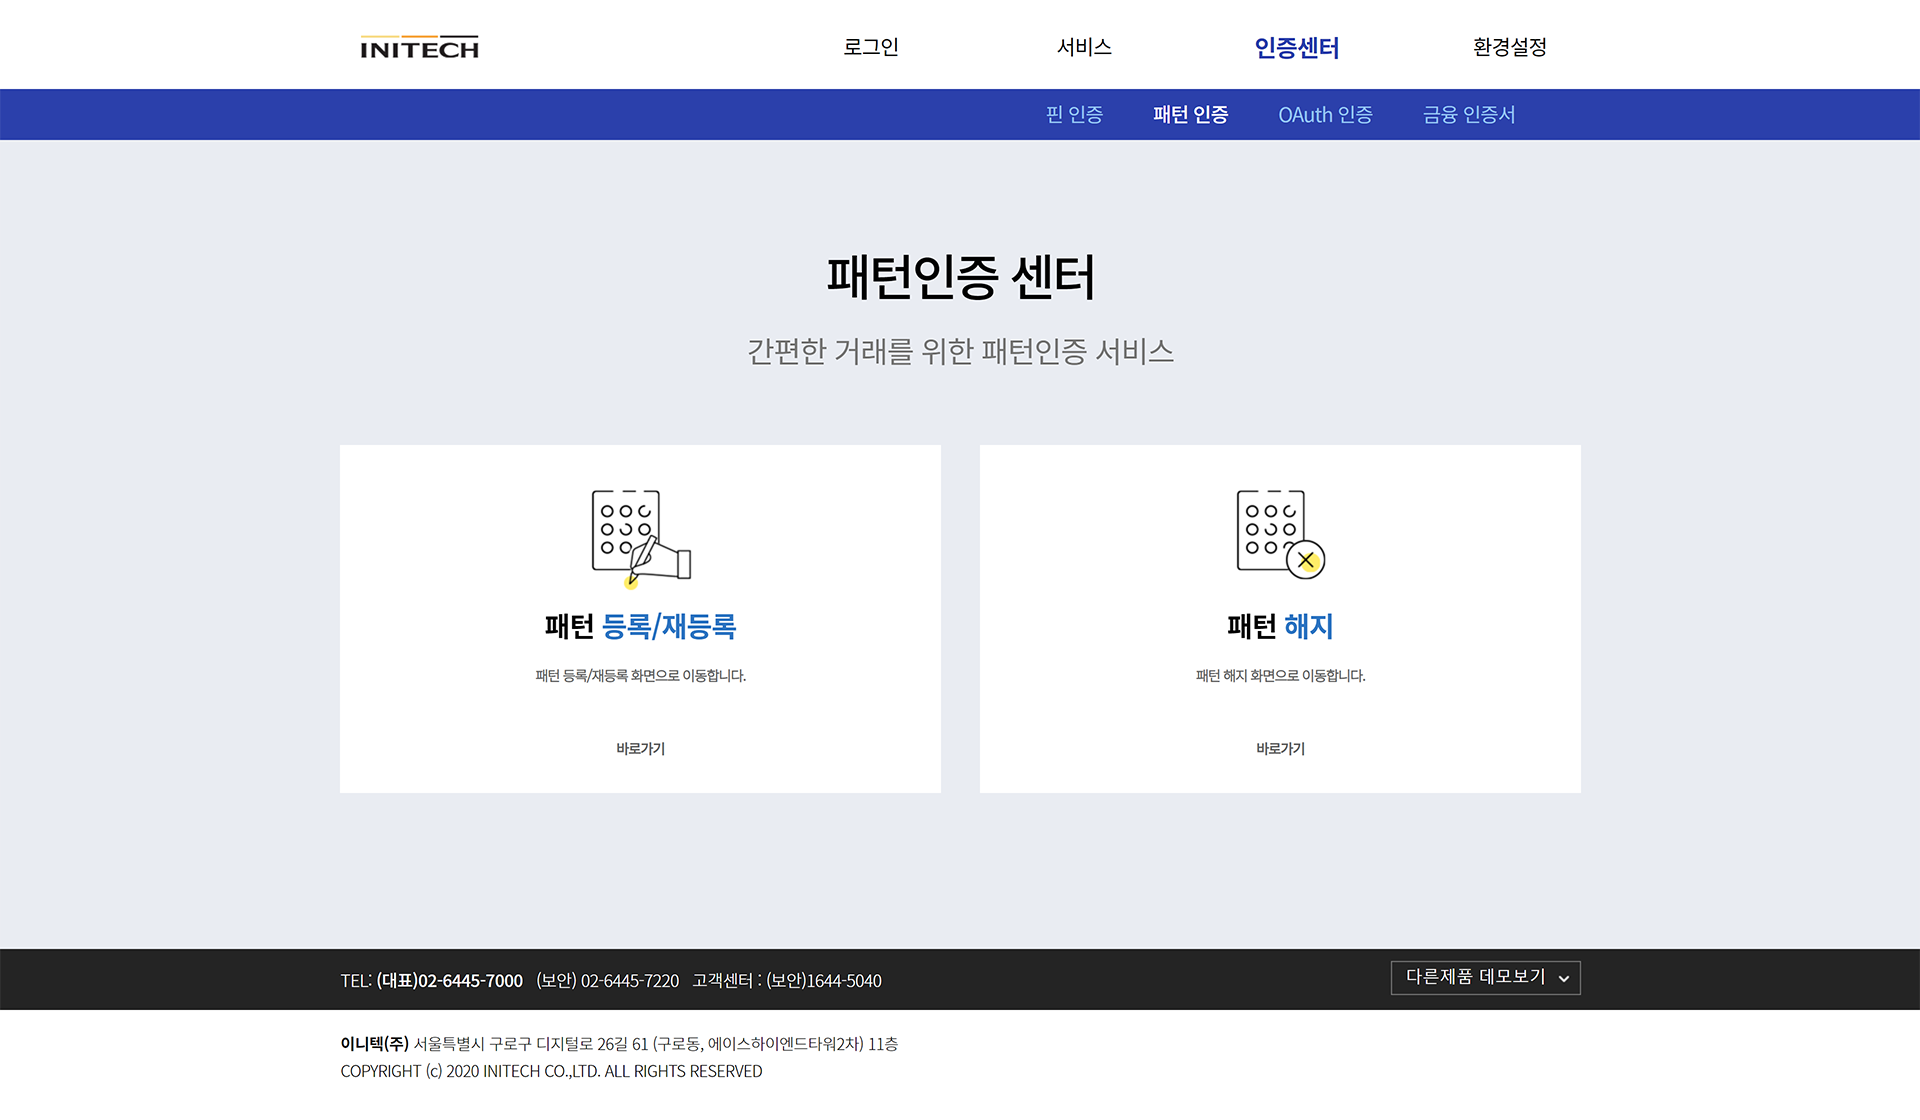 INITECH
로그인 서비스 인증센터 환경설정
핀 인증 패턴 인증 OAuth 인증 금융 인증서
패턴인증 센터
간편한 거래를 위한 패턴인증 서비스
패턴 등록/재등록
패턴 등록/재등록 화면으로 이동합니다.
바로가기
패턴 해지
패턴 해지 화면으로 이동합니다.
바로가기
TEL: (대표)02-6445-7000 (보안) 02-6445-7220 고객센터 : (보안)1644-5040
다른제품 데모보기
이니텍(주) 서울특별시 구로구 디지털로 26길 61 (구로동, 에이스하이엔드타워2차) 11층
COPYRIGHT (c) 2020 INITECH CO.,LTD. ALL RIGHTS RESERVED